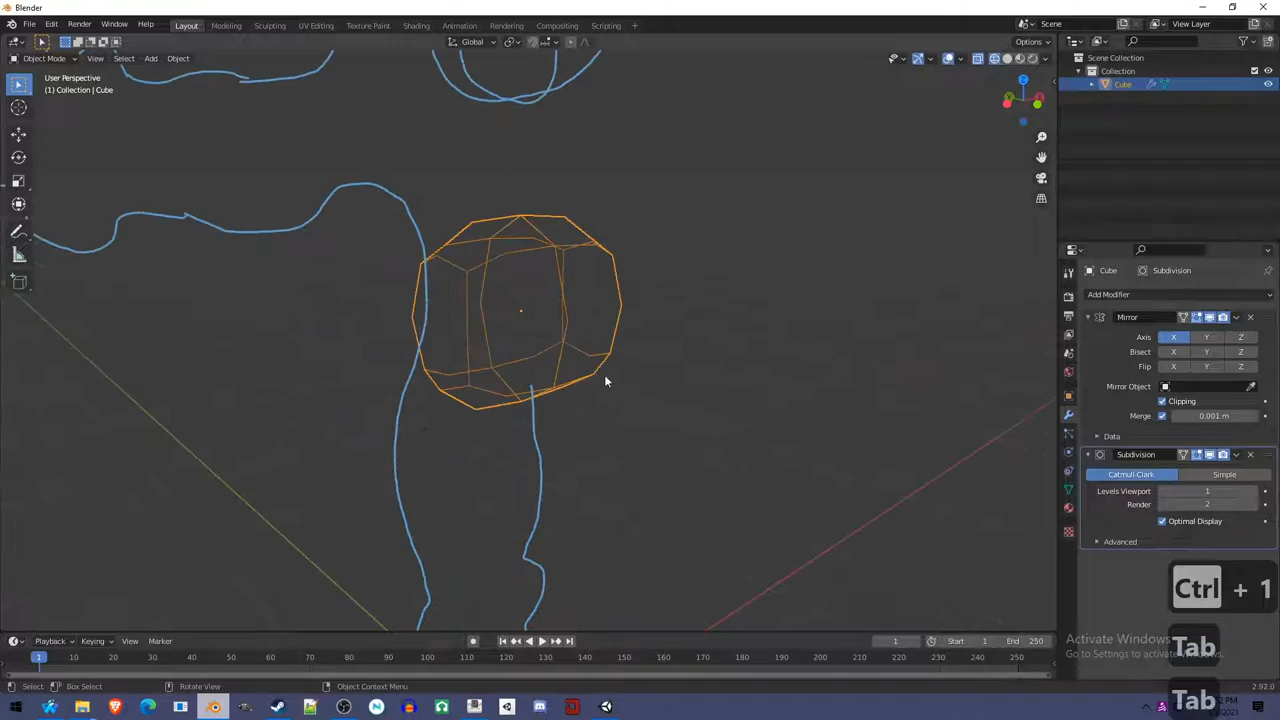 Blender
File Edit Render Window Help Layout Modeling Sculpting UV Editing Texture Paint Shading Animation Rendering Compositing Scripting Scene View Layer
Global Options
Object Mode View Select Add Object
User Perspective
(1) Collection | Cube
Z
Scene Collection
Collection
Cube
Cube Subdivision
Add Modifier
Mirror
Axis X Y Z
Bisect X Y Z
Flip X Y Z
Mirror Object
Clipping
Merge 0.001 m
Data
Subdivision
Catmull-Clark Simple
Levels Viewport 1
Render 2
Optimal Display
Advanced
Ctrl + 1
Activate Windows
Go to Settings to activate Windows.
Tab
Tab
Playback Keying View Marker 1 Start 1 End 250
1 10 20 30 40 50 60 70 80 90 100 110 120 130 140 150 160 170 180 190 200 210 220 230 240 250
Select Box Select Rotate View Object Context Menu 2.92.0